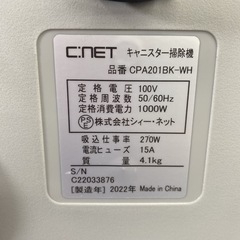 C:NET キャニスター掃除機
品番 CPA201BK-WH
定格電圧 100V
定格周波数 50/60Hz
定格消費電力 1000W
PSE 株式会社シィー・ネット
吸込仕事率 270W
電流ヒューズ 15A
質量 4.1kg
S/N
C22033876
[製造年] 2022年 Made in China